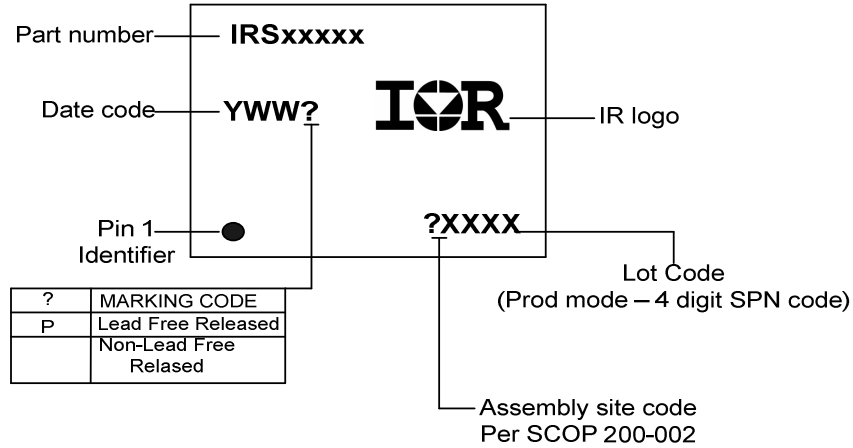 Part number
IRSxxxxx
Date code
YWW?
IOR
IR logo
Pin 1
Identifier
?XXXX
Lot Code
(Prod mode – 4 digit SPN code)
? MARKING CODE
P Lead Free Released
Non-Lead Free
Relased
Assembly site code
Per SCOP 200-002